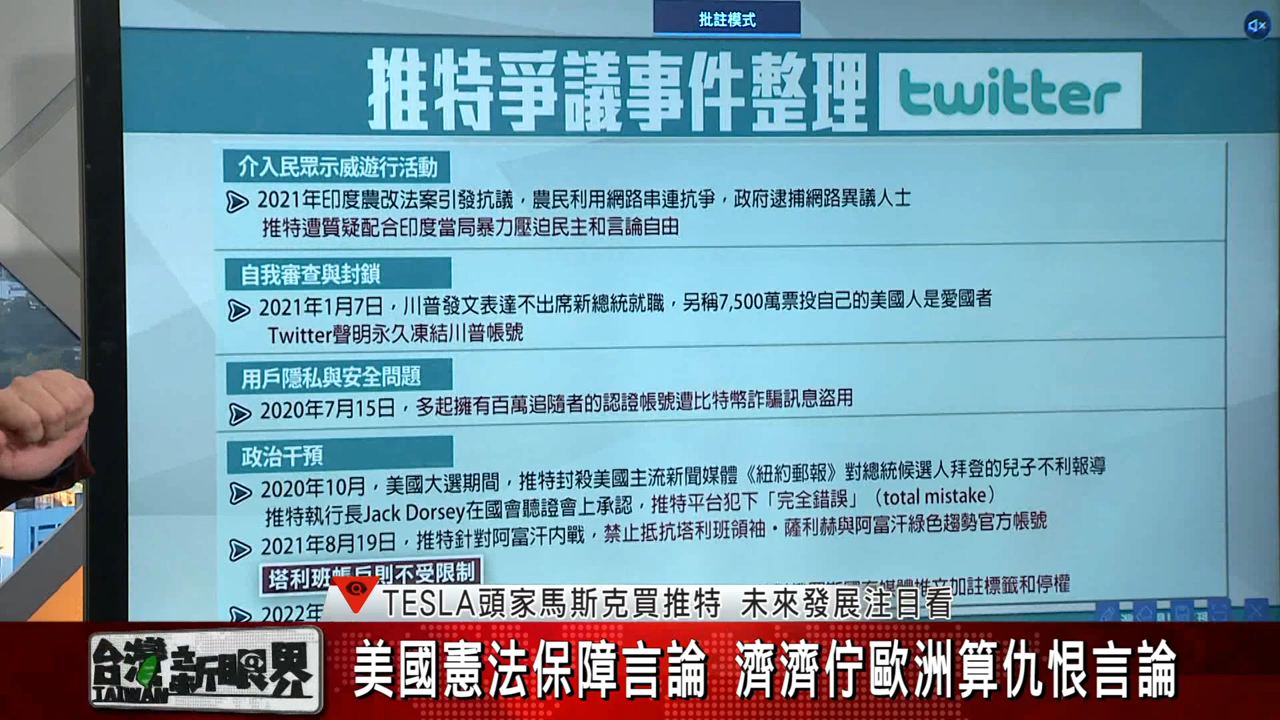 批註模式
推特爭議事件整理
twitter
介入民眾示威遊行活動
2021年印度農改法案引發抗議，農民利用網路串連抗爭，政府逮捕網路異議人士
推特遭質疑配合印度當局暴力壓迫民主和言論自由
自我審查與封鎖
2021年1月7日，川普發文表達不出席新總統就職，另稱7,500萬票投自己的美國人是愛國者
Twitter聲明永久凍結川普帳號
用戶隱私與安全問題
2020年7月15日，多起擁有百萬追隨者的認證帳號遭比特幣詐騙訊息盜用
政治干預
2020年10月，美國大選期間，推特封殺美國主流新聞媒體《紐約郵報》對總統候選人拜登的兒子不利報導
推特執行長Jack Dorsey在國會聽證會上承認，推特平台犯下「完全錯誤」（total mistake）
2021年8月19日，推特針對阿富汗內戰，禁止抵抗塔利班領袖‧薩利赫與阿富汗綠色趨勢官方帳號
塔利班帳戶則不受限制
2022年
加註標籤和停權
TESLA頭家馬斯克買推特 未來發展注目看
台灣新眼界
TAIWAN
美國憲法保障言論 濟濟佇歐洲算仇恨言論